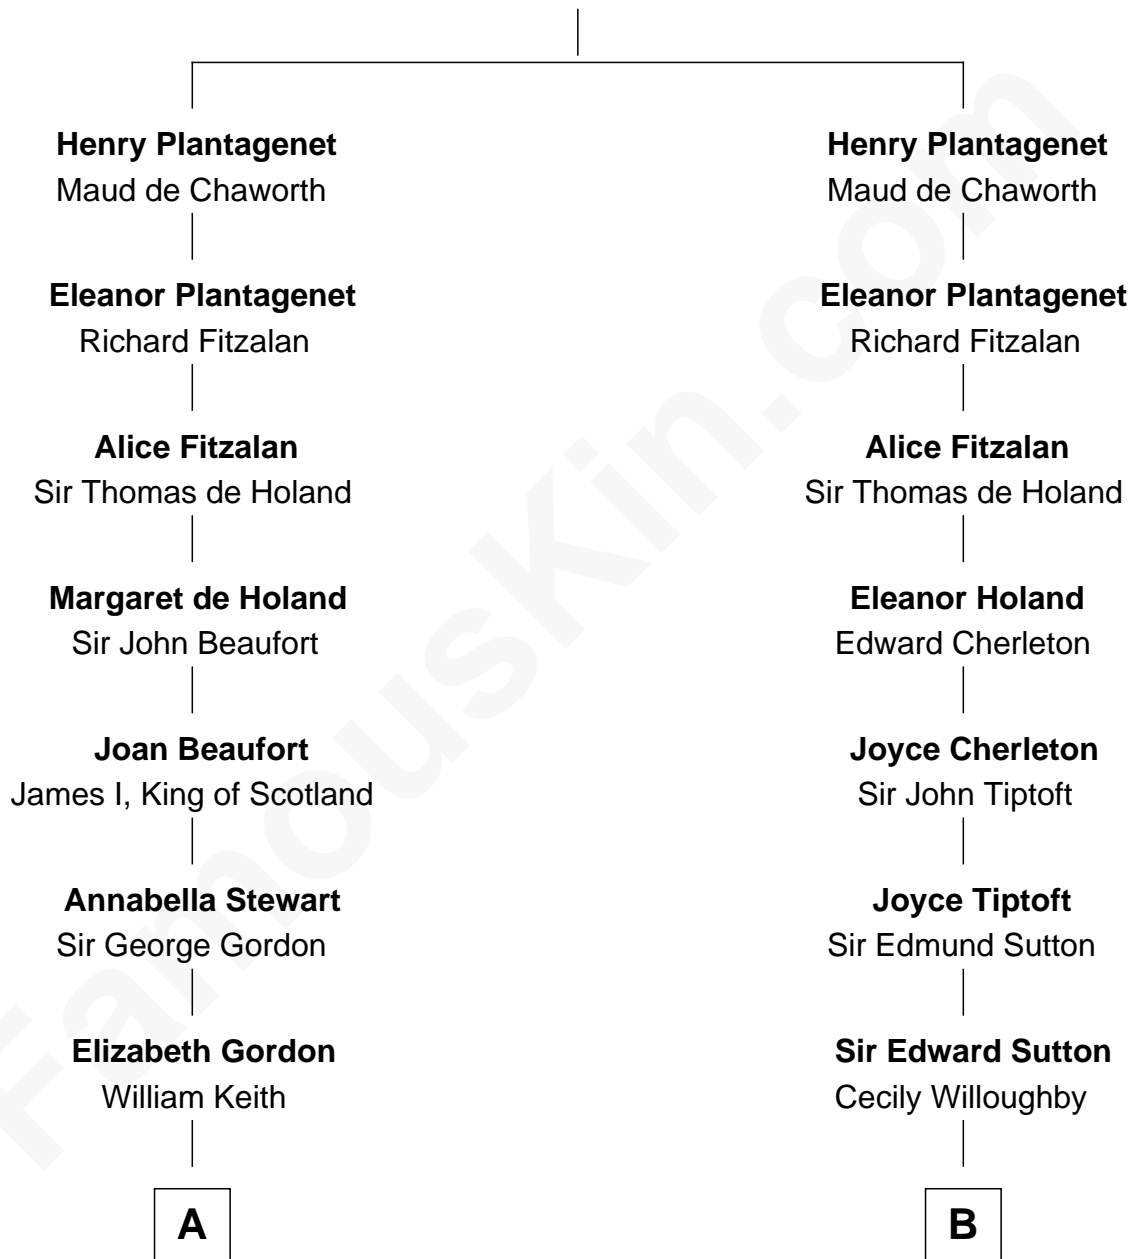 Henry Plantagenet
Maud de Chaworth
Eleanor Plantagenet
Richard Fitzalan
Alice Fitzalan
Sir Thomas de Holand
Margaret de Holand
Sir John Beaufort
Joan Beaufort
James I, King of Scotland
Annabella Stewart
Sir George Gordon
Elizabeth Gordon
William Keith
A
Henry Plantagenet
Maud de Chaworth
Eleanor Plantagenet
Richard Fitzalan
Alice Fitzalan
Sir Thomas de Holand
Eleanor Holand
Edward Cherleton
Joyce Cherleton
Sir John Tiptoft
Joyce Tiptoft
Sir Edmund Sutton
Sir Edward Sutton
Cecily Willoughby
B
FamousKin.com